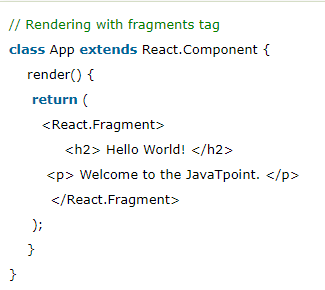 // Rendering with fragments tag
class App extends React.Component {
render() {
return (
<React.Fragment>
<h2> Hello World! </h2>
<p> Welcome to the JavaTpoint. </p>
</React.Fragment>
);
}
}